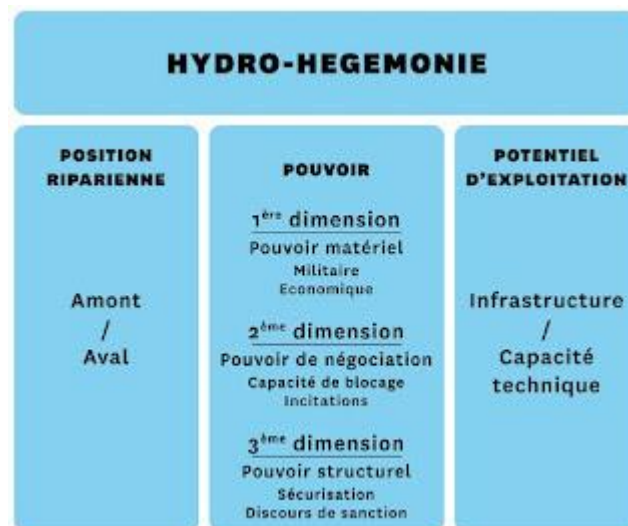 HYDRO-HEGEMONIE
POSITION
RIPARIENNE
Amont
/
Aval
POUVOIR
1ère dimension
Pouvoir matériel
Militaire
Economique
2ème dimension
Pouvoir de négociation
Capacité de blocage
Incitations
3ème dimension
Pouvoir structurel
Sécurisation
Discours de sanction
POTENTIEL
D'EXPLOITATION
Infrastructure
/
Capacité
technique